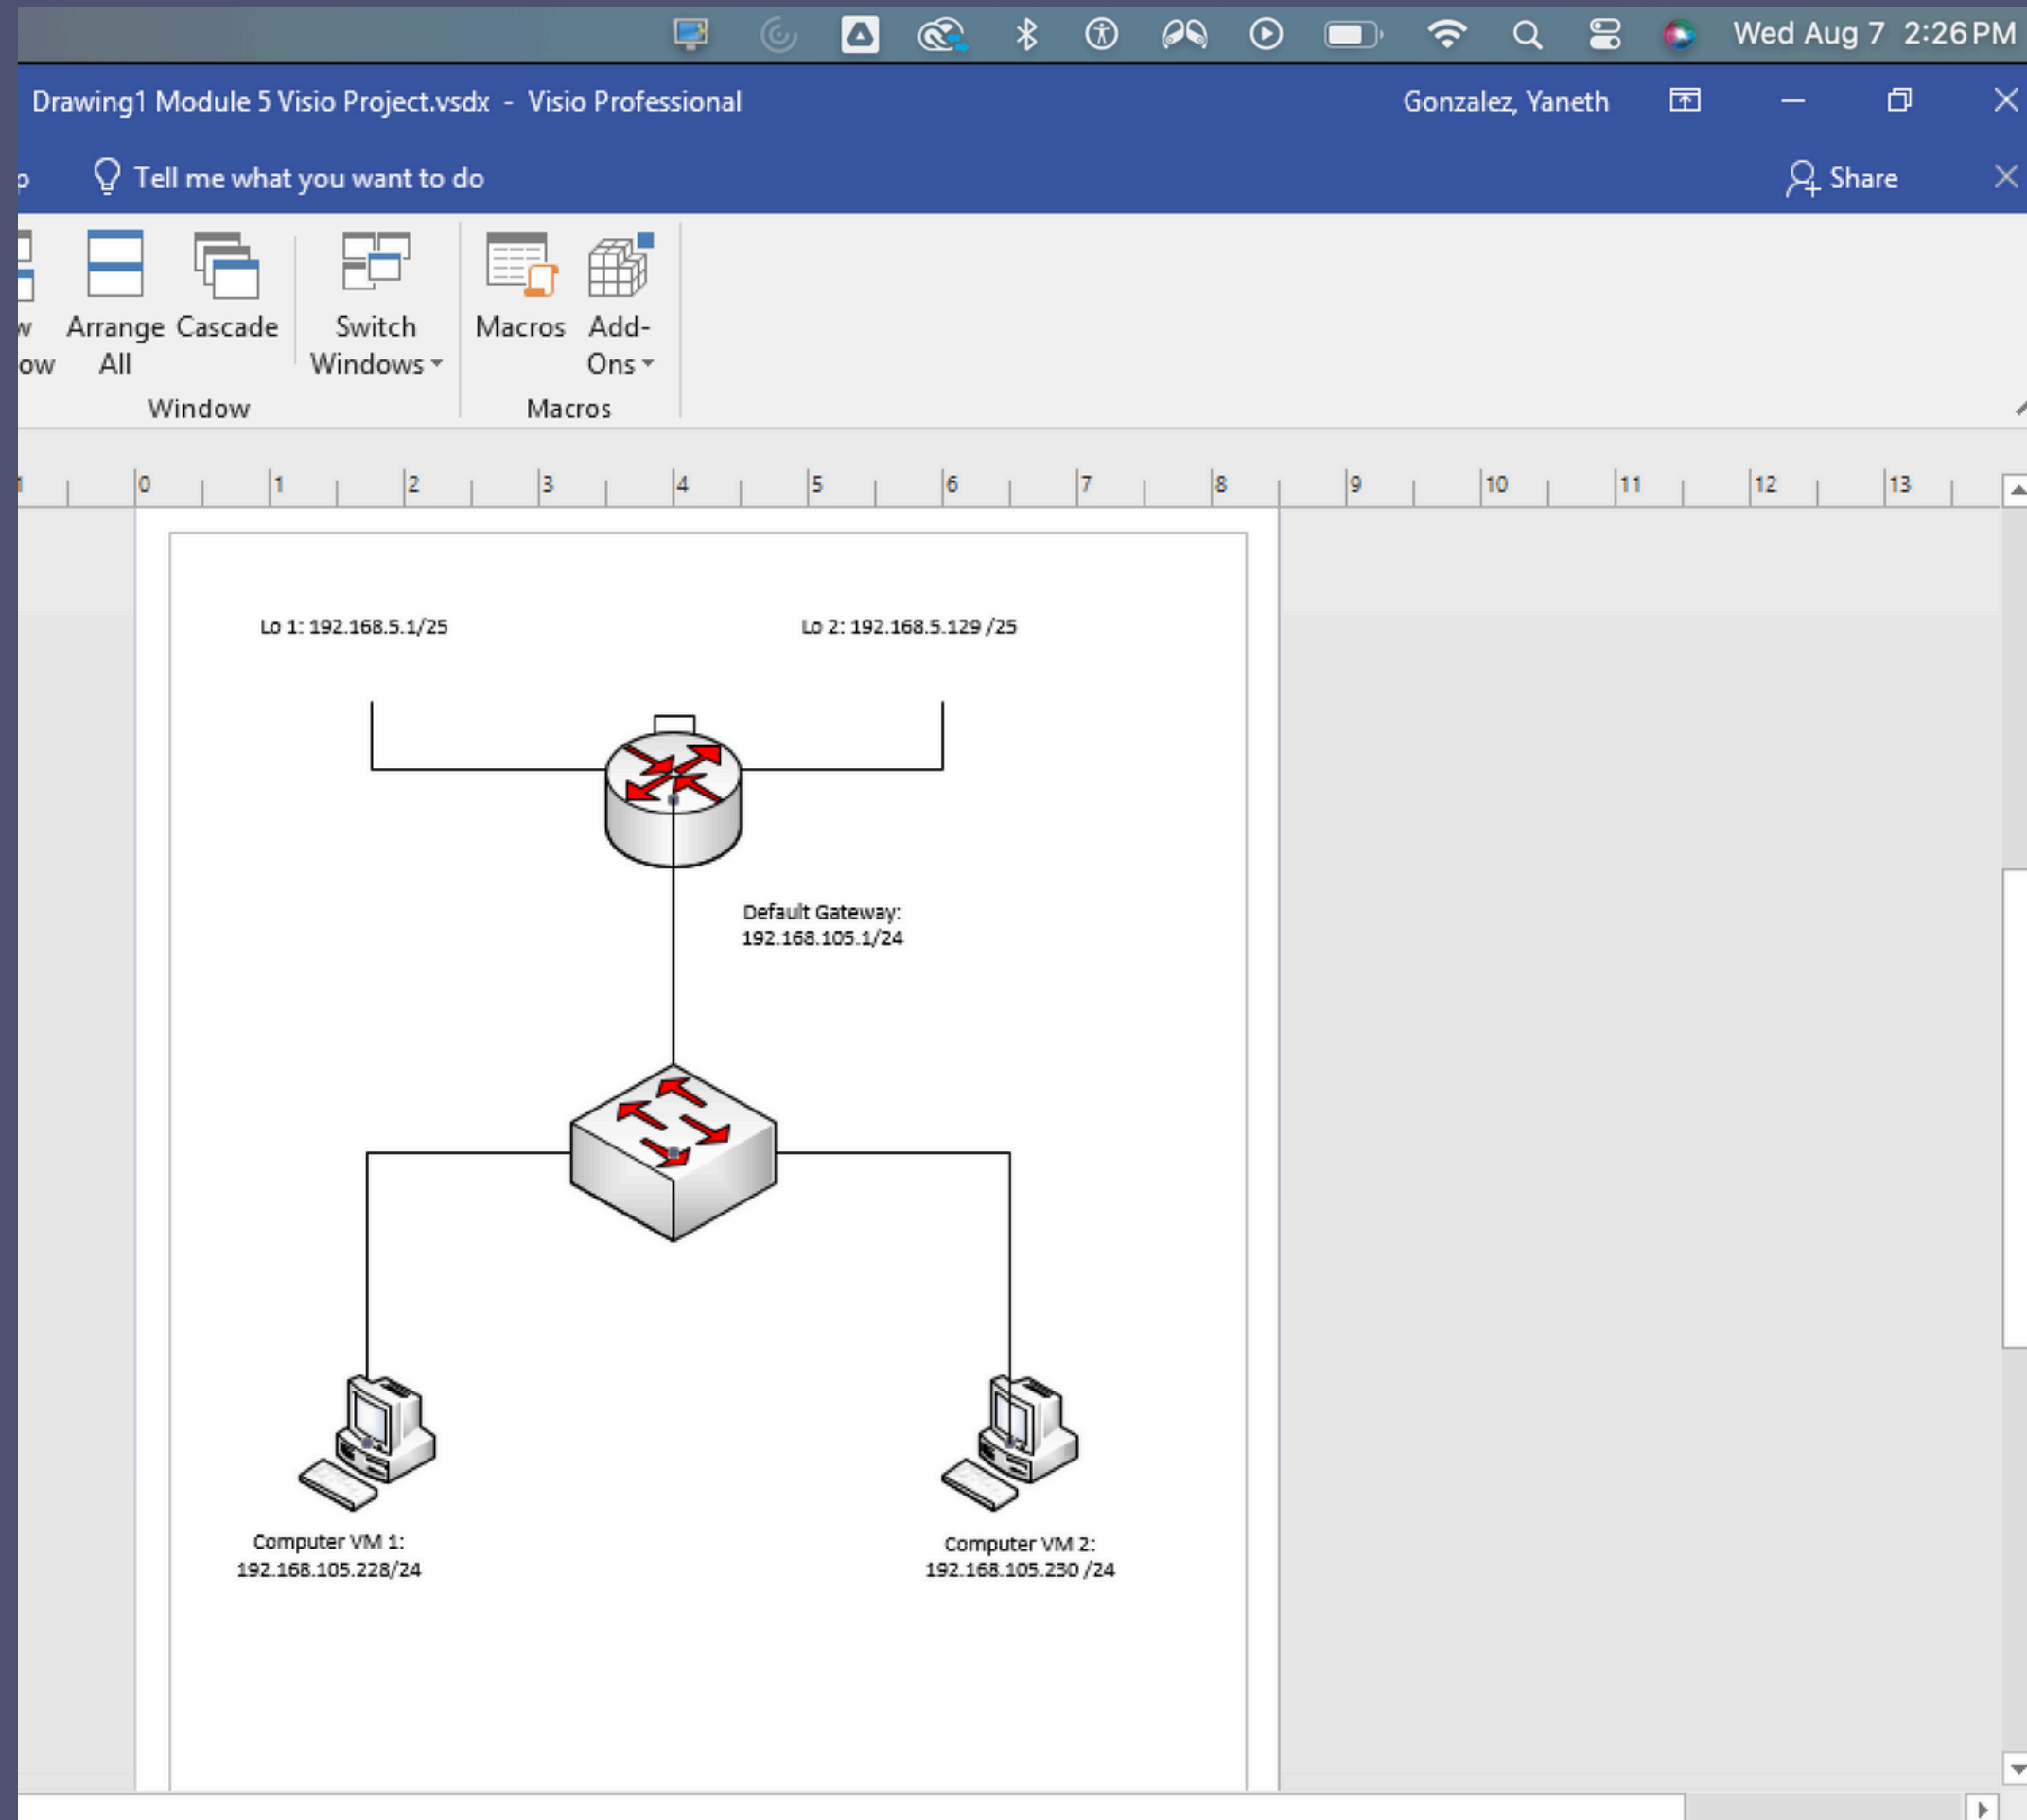 Wed Aug 7 2:26 PM
Drawing1 Module 5 Visio Project.vsdx - Visio Professional
Gonzalez, Yaneth
Tell me what you want to do
Share
Arrange All
Cascade
Switch Windows
Macros
Add-Ons
Window
Macros
0 1 2 3 4 5 6 7 8 9 10 11 12 13
Lo 1: 192.168.5.1/25
Lo 2: 192.168.5.129 /25
Default Gateway:
192.168.105.1/24
Computer VM 1:
192.168.105.228/24
Computer VM 2:
192.168.105.230 /24